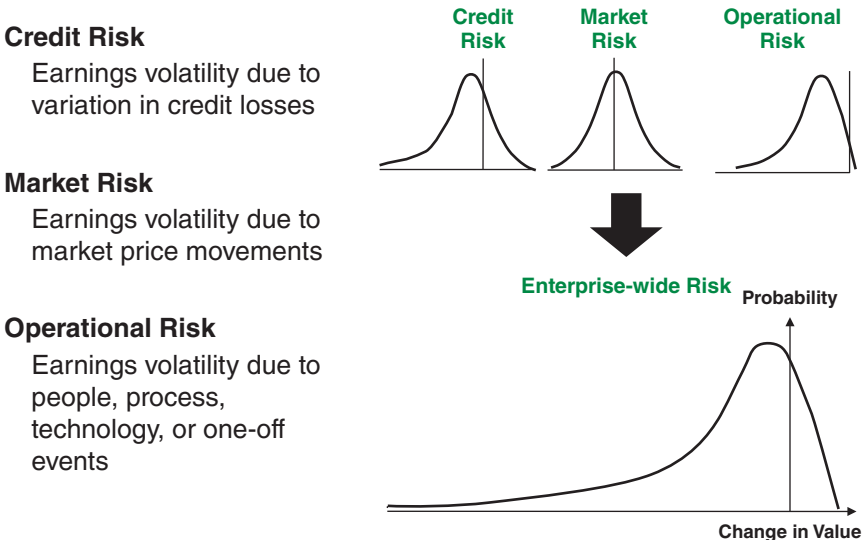 Credit Risk
Earnings volatility due to
variation in credit losses
Market Risk
Earnings volatility due to
market price movements
Operational Risk
Earnings volatility due to
people, process,
technology, or one-off
events
Credit
Risk
Market
Risk
Operational
Risk
Enterprise-wide Risk
Probability
Change in Value